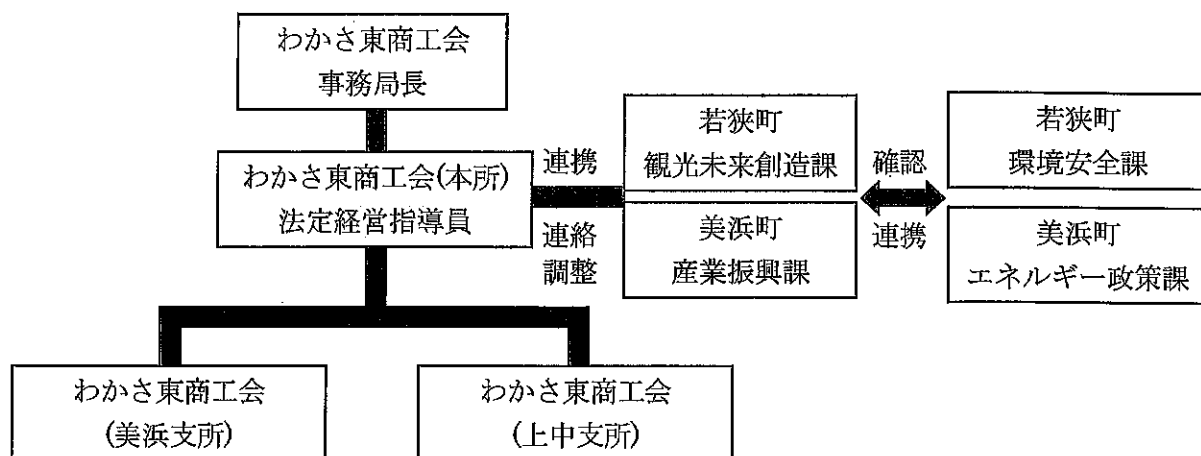 わかさ東商工会
事務局長
わかさ東商工会(本所)
法定経営指導員
連携
連絡
調整
若狭町
観光未来創造課
美浜町
産業振興課
確認
連携
若狭町
環境安全課
美浜町
エネルギー政策課
わかさ東商工会
(美浜支所)
わかさ東商工会
(上中支所)